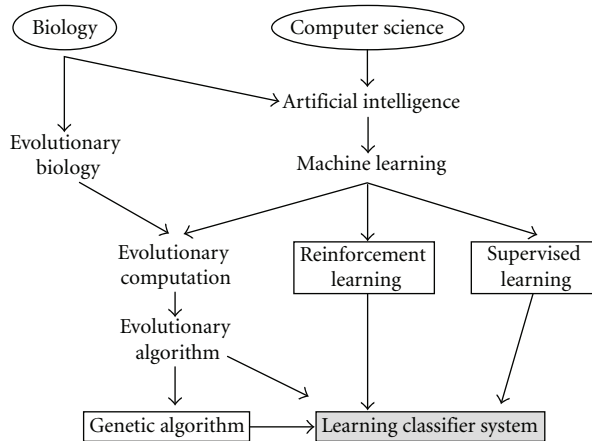 Biology
Computer science
Artificial intelligence
Evolutionary
biology
Machine learning
Evolutionary
computation
Reinforcement
learning
Supervised
learning
Evolutionary
algorithm
Genetic algorithm
Learning classifier system